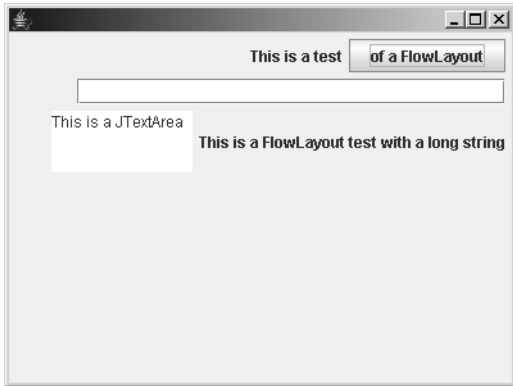 This is a test of a FlowLayout
This is a JTextArea
This is a FlowLayout test with a long string